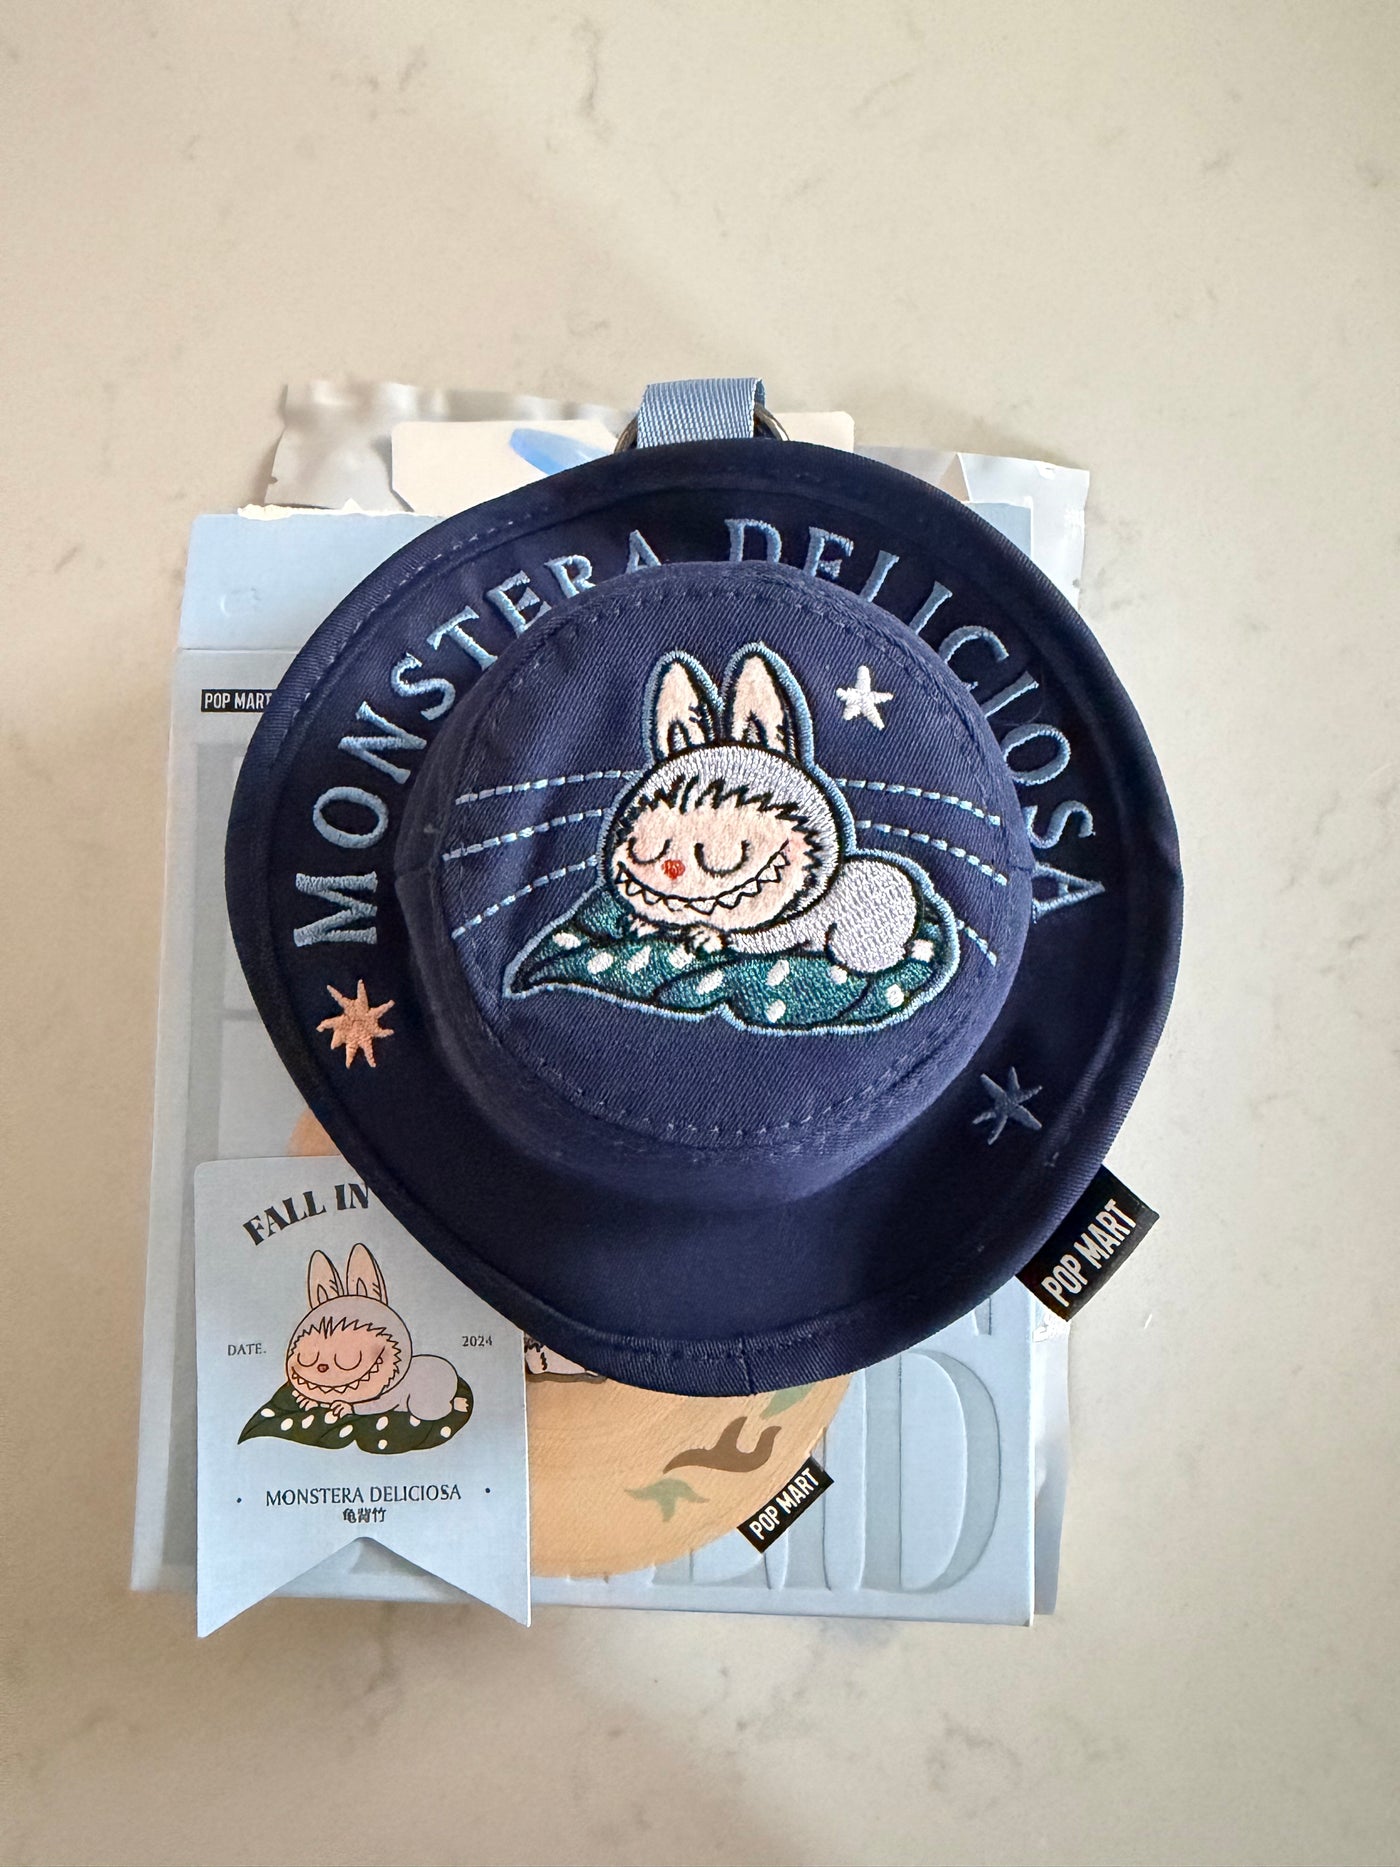 MONSTERA DELICIOSA
POP MART
POP MART
FALL IN
DATE.
2024
· MONSTERA DELICIOSA ·
龟背竹
POP MART